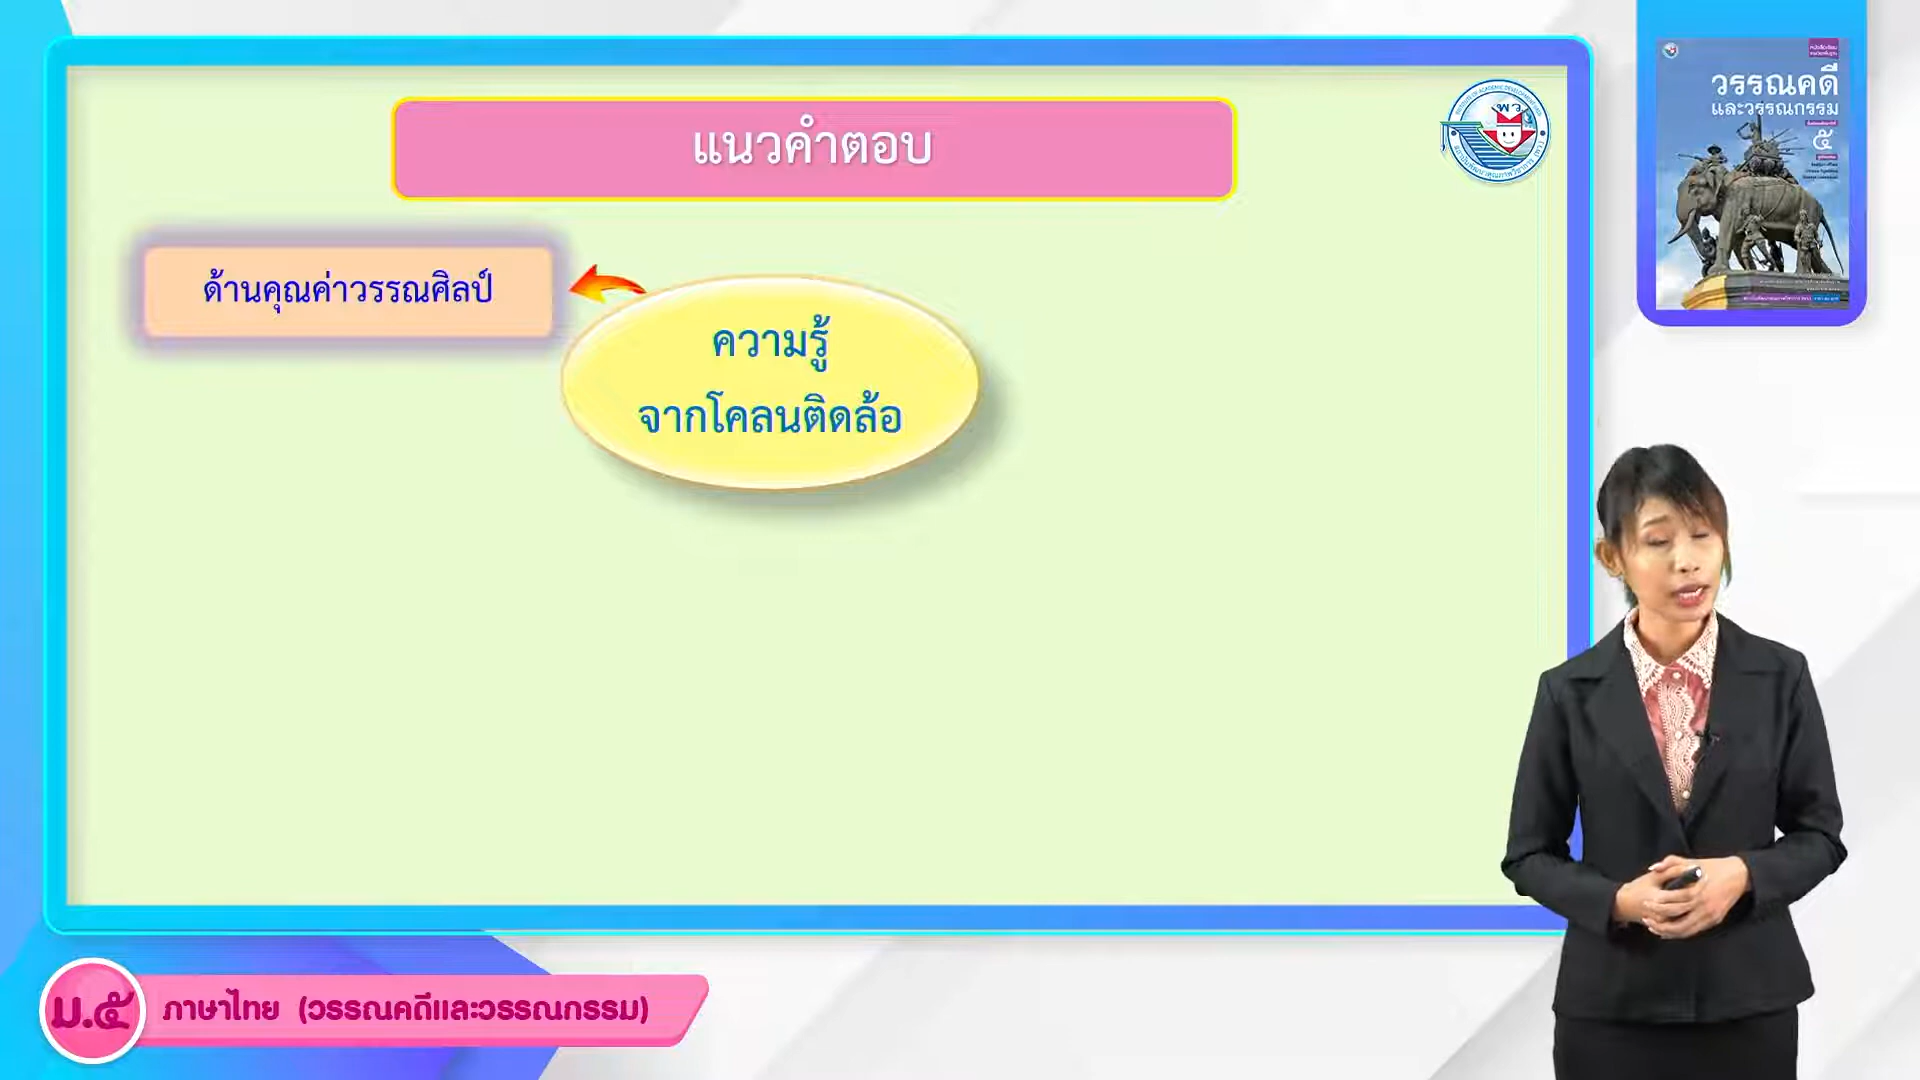 แนวคำตอบ
ด้านคุณค่าวรรณศิลป์
ความรู้
จากโคลนติดล้อ
พว.
วรรณคดี
และวรรณกรรม
๕
ม.๕ ภาษาไทย (วรรณคดีและวรรณกรรม)